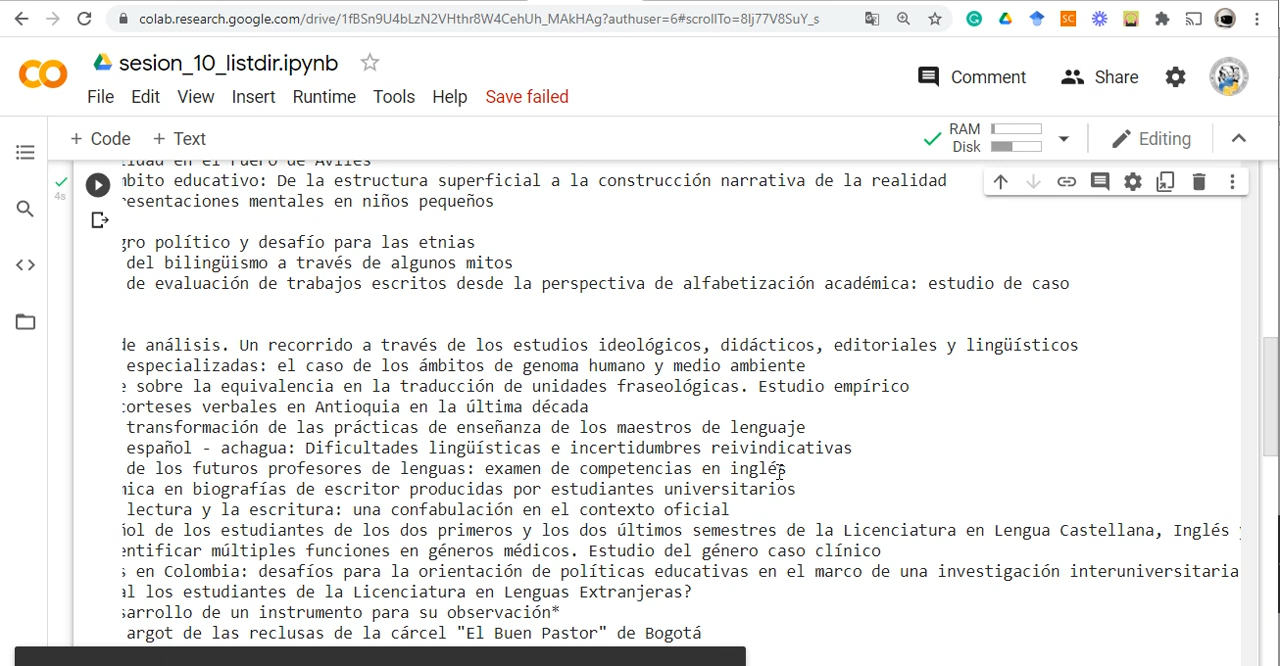 colab.research.google.com/drive/1fBSn9U4bLzN2VHthr8W4CehUh_MAkHAg?authuser=6#scrollTo=8lj77V8SuY_s
SC
CO
sesion_10_listdir.ipynb
File Edit View Insert Runtime Tools Help Save failed
Comment Share
+ Code + Text
RAM
Disk
Editing
4s
en el Fuero de Avilés
ámbito educativo: De la estructura superficial a la construcción narrativa de la realidad
resentaciones mentales en niños pequeños
gro político y desafío para las etnias
del bilingüismo a través de algunos mitos
de evaluación de trabajos escritos desde la perspectiva de alfabetización académica: estudio de caso
de análisis. Un recorrido a través de los estudios ideológicos, didácticos, editoriales y lingüísticos
especializadas: el caso de los ámbitos de genoma humano y medio ambiente
e sobre la equivalencia en la traducción de unidades fraseológicas. Estudio empírico
corteses verbales en Antioquia en la última década
transformación de las prácticas de enseñanza de los maestros de lenguaje
español - achagua: Dificultades lingüísticas e incertidumbres reivindicativas
de los futuros profesores de lenguas: examen de competencias en inglés
nica en biografías de escritor producidas por estudiantes universitarios
lectura y la escritura: una confabulación en el contexto oficial
ñol de los estudiantes de los dos primeros y los dos últimos semestres de la Licenciatura en Lengua Castellana, Inglés y
entificar múltiples funciones en géneros médicos. Estudio del género caso clínico
s en Colombia: desafíos para la orientación de políticas educativas en el marco de una investigación interuniversitaria
al los estudiantes de la Licenciatura en Lenguas Extranjeras?
sarrollo de un instrumento para su observación*
argot de las reclusas de la cárcel "El Buen Pastor" de Bogotá